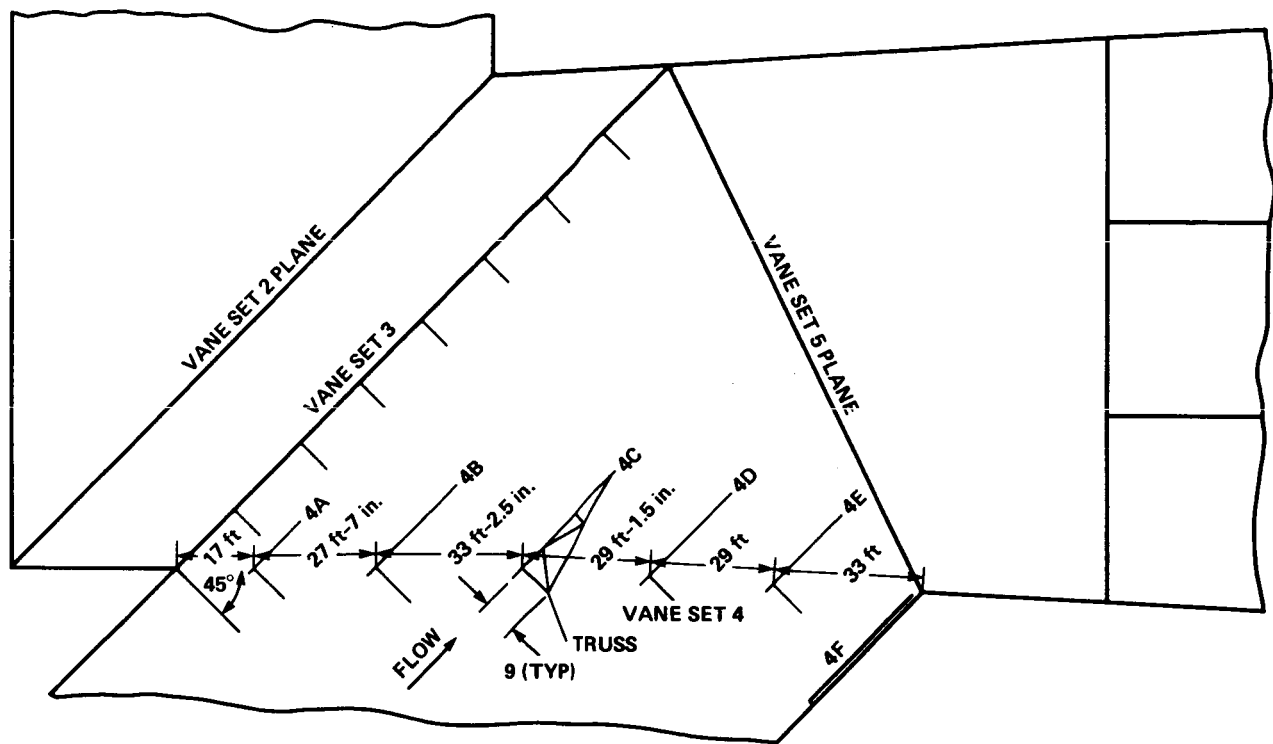 VANE SET 2 PLANE
VANE SET 3
VANE SET 5 PLANE
4A
4B
4C
4D
4E
17 ft
27 ft–7 in.
33 ft–2.5 in.
29 ft–1.5 in.
29 ft
33 ft
45°
VANE SET 4
TRUSS
FLOW
9 (TYP)
4F